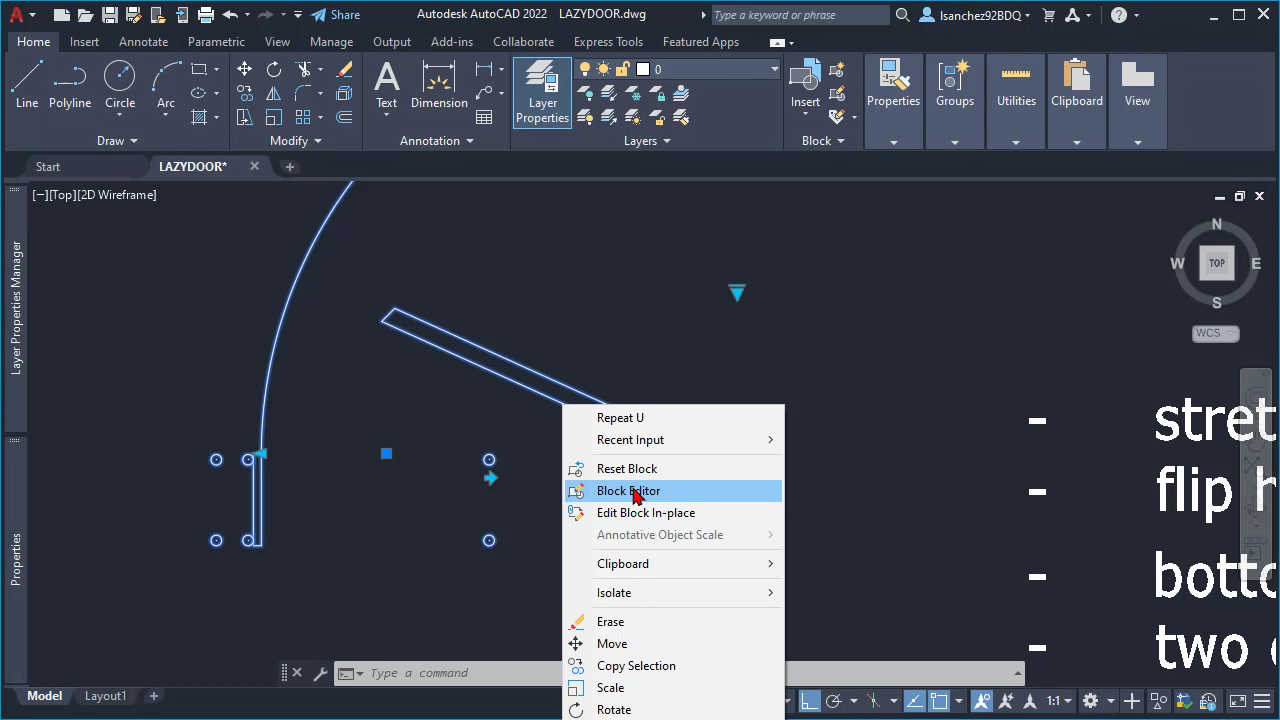 Share
Autodesk AutoCAD 2022 LAZYDOOR.dwg
Type a keyword or phrase
lsanchez92BDQ
Home Insert Annotate Parametric View Manage Output Add-ins Collaborate Express Tools Featured Apps
0
Line Polyline Circle Arc
Text Dimension
Layer Properties
Insert
Properties Groups Utilities Clipboard View
Draw Modify Annotation Layers Block
Start LAZYDOOR*
[−][Top][2D Wireframe]
Layer Properties Manager
Properties
N
W TOP E
S
WCS
Repeat U
Recent Input
Reset Block
Block Editor
Edit Block In-place
Annotative Object Scale
Clipboard
Isolate
Erase
Move
Copy Selection
Scale
Rotate
- stret
- flip h
- botto
- two
Type a command
Model Layout1
1:1